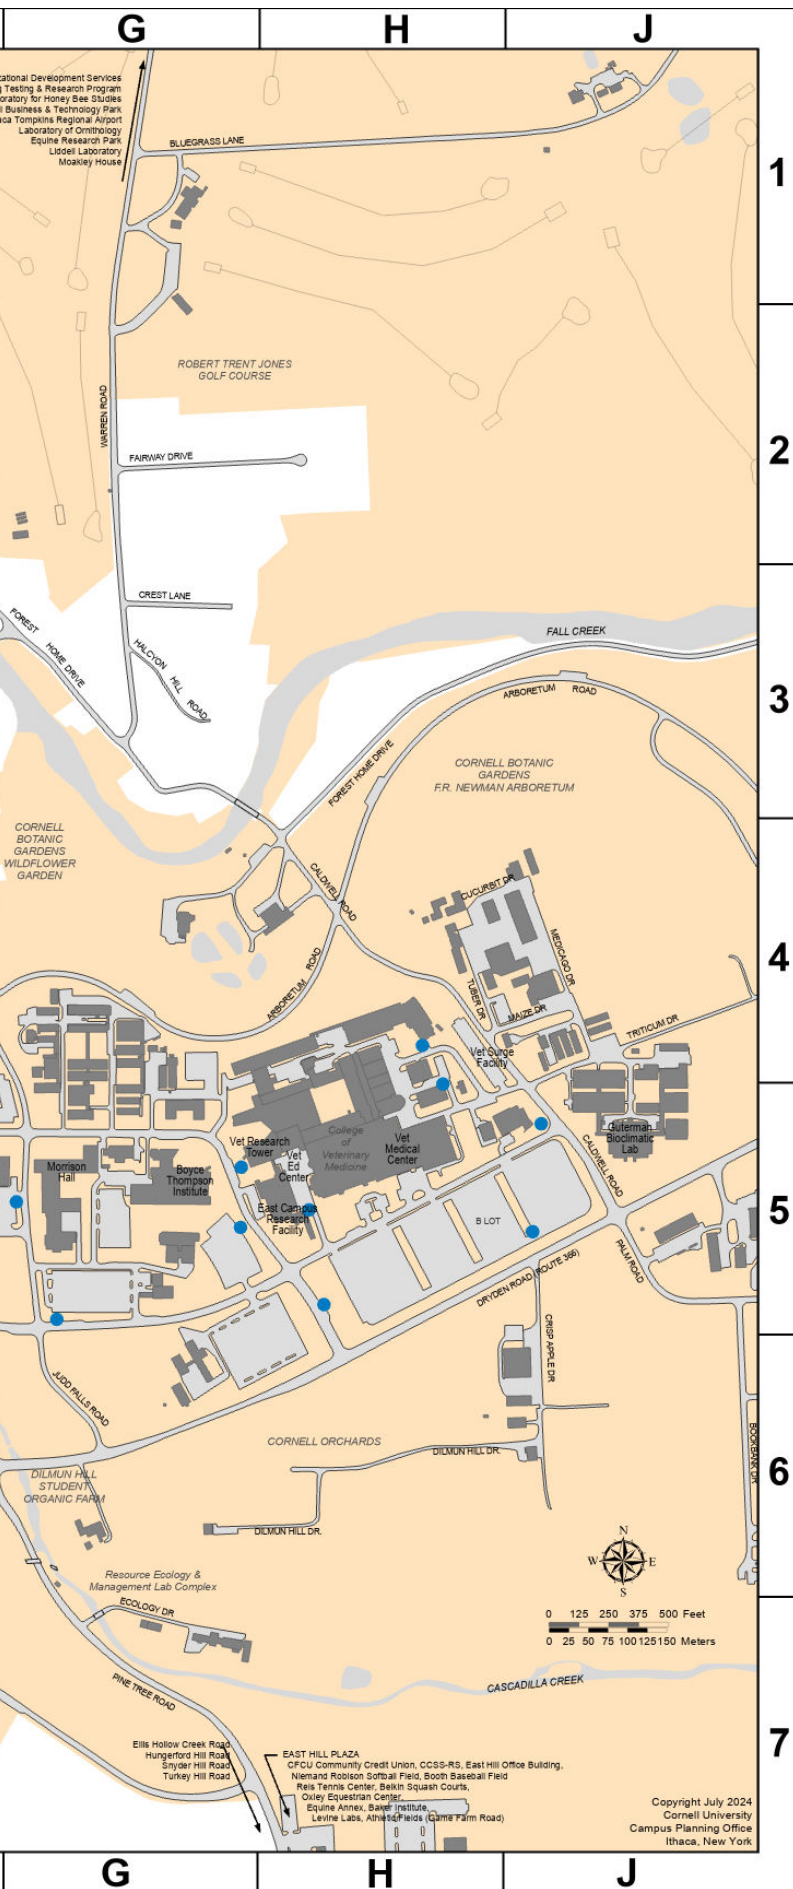 G H J
ational Development Services
g Testing & Research Program
oratory for Honey Bee Studies
l Business & Technology Park
aca Tompkins Regional Airport
Laboratory of Ornithology
Equine Research Park
Liddell Laboratory
Moakley House
BLUEGRASS LANE
1
ROBERT TRENT JONES
GOLF COURSE
WARREN ROAD
2
FAIRWAY DRIVE
CREST LANE
FOREST HOME DRIVE
HALCYON HILL ROAD
FALL CREEK
3
ARBORETUM ROAD
FOREST HOME DRIVE
CORNELL BOTANIC
GARDENS
F.R. NEWMAN ARBORETUM
CORNELL
BOTANIC
GARDENS
WILDFLOWER
GARDEN
CALDWELL ROAD
CUCURBIT DR
MEDICAGO DR
4
ARBORETUM ROAD
TUBER DR
MAIZE DR
TRITICUM DR
Vet Surge
Facility
Guterman
Bioclimatic
Lab
College
of
Veterinary
Medicine
Vet
Medical
Center
Vet Research
Tower
Vet
Ed
Center
Morrison
Hall
Boyce
Thompson
Institute
CALDWELL ROAD
East Campus
Research
Facility
B LOT
5
PALM ROAD
DRYDEN ROAD (ROUTE 366)
CRISP APPLE DR
JUDD FALLS ROAD
CORNELL ORCHARDS
DILMUN HILL DR.
BOOKBANK DR
6
DILMUN HILL
STUDENT
ORGANIC FARM
DILMUN HILL DR.
N
W E
S
Resource Ecology &
Management Lab Complex
ECOLOGY DR
0 125 250 375 500 Feet
0 25 50 75 100 125 150 Meters
CASCADILLA CREEK
PINE TREE ROAD
7
Ellis Hollow Creek Road
Hungerford Hill Road
Snyder Hill Road
Turkey Hill Road
EAST HILL PLAZA
CFCU Community Credit Union, CCSS-RS, East Hill Office Building,
Niemand Robison Softball Field, Booth Baseball Field
Reis Tennis Center, Belkin Squash Courts,
Oxley Equestrian Center,
Equine Annex, Baker Institute,
Levine Labs, Athletic Fields (Game Farm Road)
Copyright July 2024
Cornell University
Campus Planning Office
Ithaca, New York
G H J